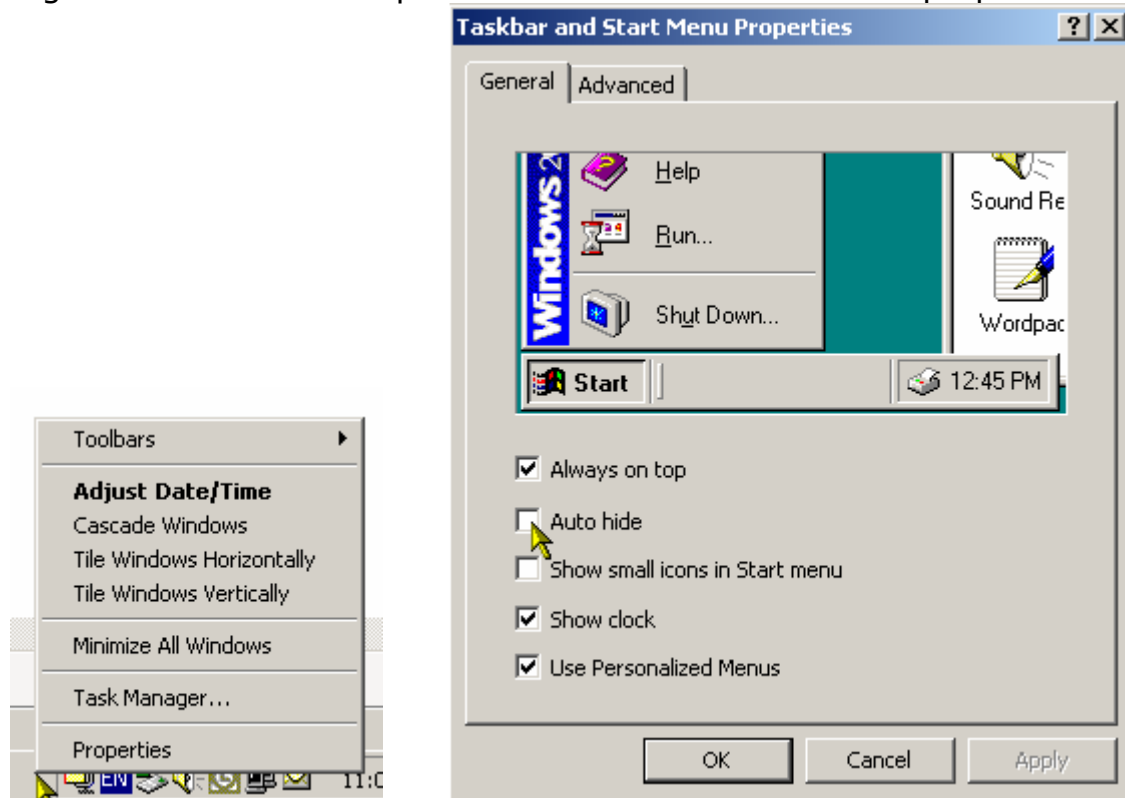 Toolbars
Adjust Date/Time
Cascade Windows
Tile Windows Horizontally
Tile Windows Vertically
Minimize All Windows
Task Manager...
Properties
EN
Taskbar and Start Menu Properties
General
Advanced
Windows
Help
Run...
Shut Down...
Sound Re
Wordpac
Start
12:45 PM
Always on top
Auto hide
Show small icons in Start menu
Show clock
Use Personalized Menus
OK
Cancel
Apply